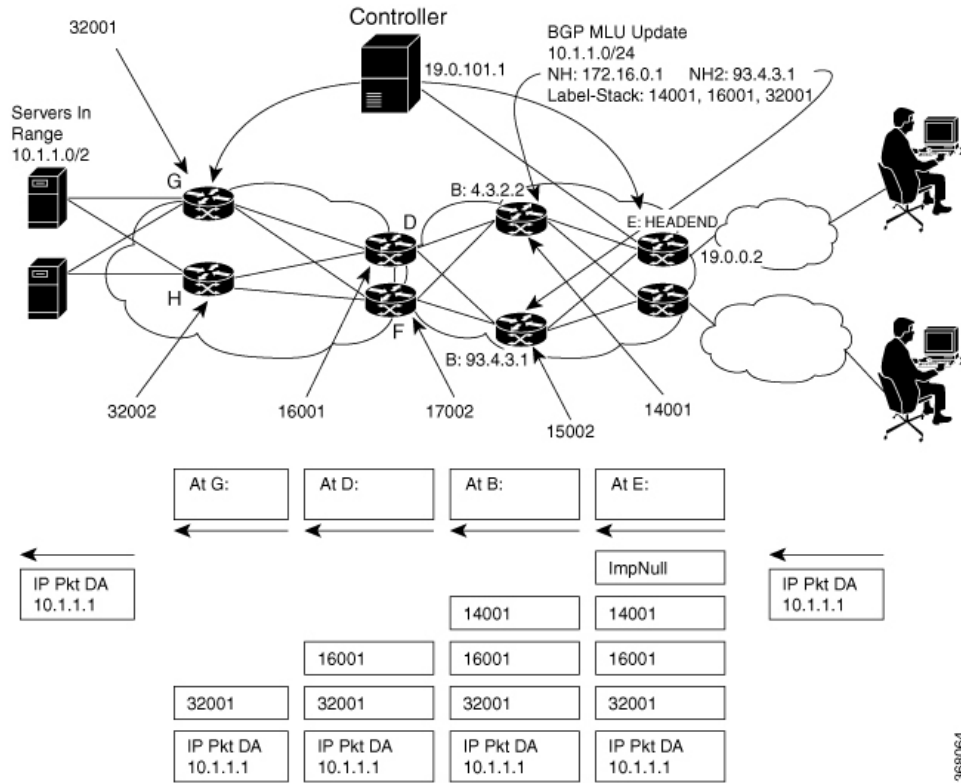 Controller
32001
BGP MLU Update
10.1.1.0/24
NH: 172.16.0.1 NH2: 93.4.3.1
Label-Stack: 14001, 16001, 32001
19.0.101.1
Servers In
Range
10.1.1.0/2
G
B: 4.3.2.2
D
E: HEADEND
19.0.0.2
H
F
B: 93.4.3.1
32002
16001
17002
15002
14001
At G:
At D:
At B:
At E:
ImpNull
IP Pkt DA
10.1.1.1
14001
14001
IP Pkt DA
10.1.1.1
16001
16001
16001
32001
32001
32001
32001
IP Pkt DA
10.1.1.1
IP Pkt DA
10.1.1.1
IP Pkt DA
10.1.1.1
IP Pkt DA
10.1.1.1
368064